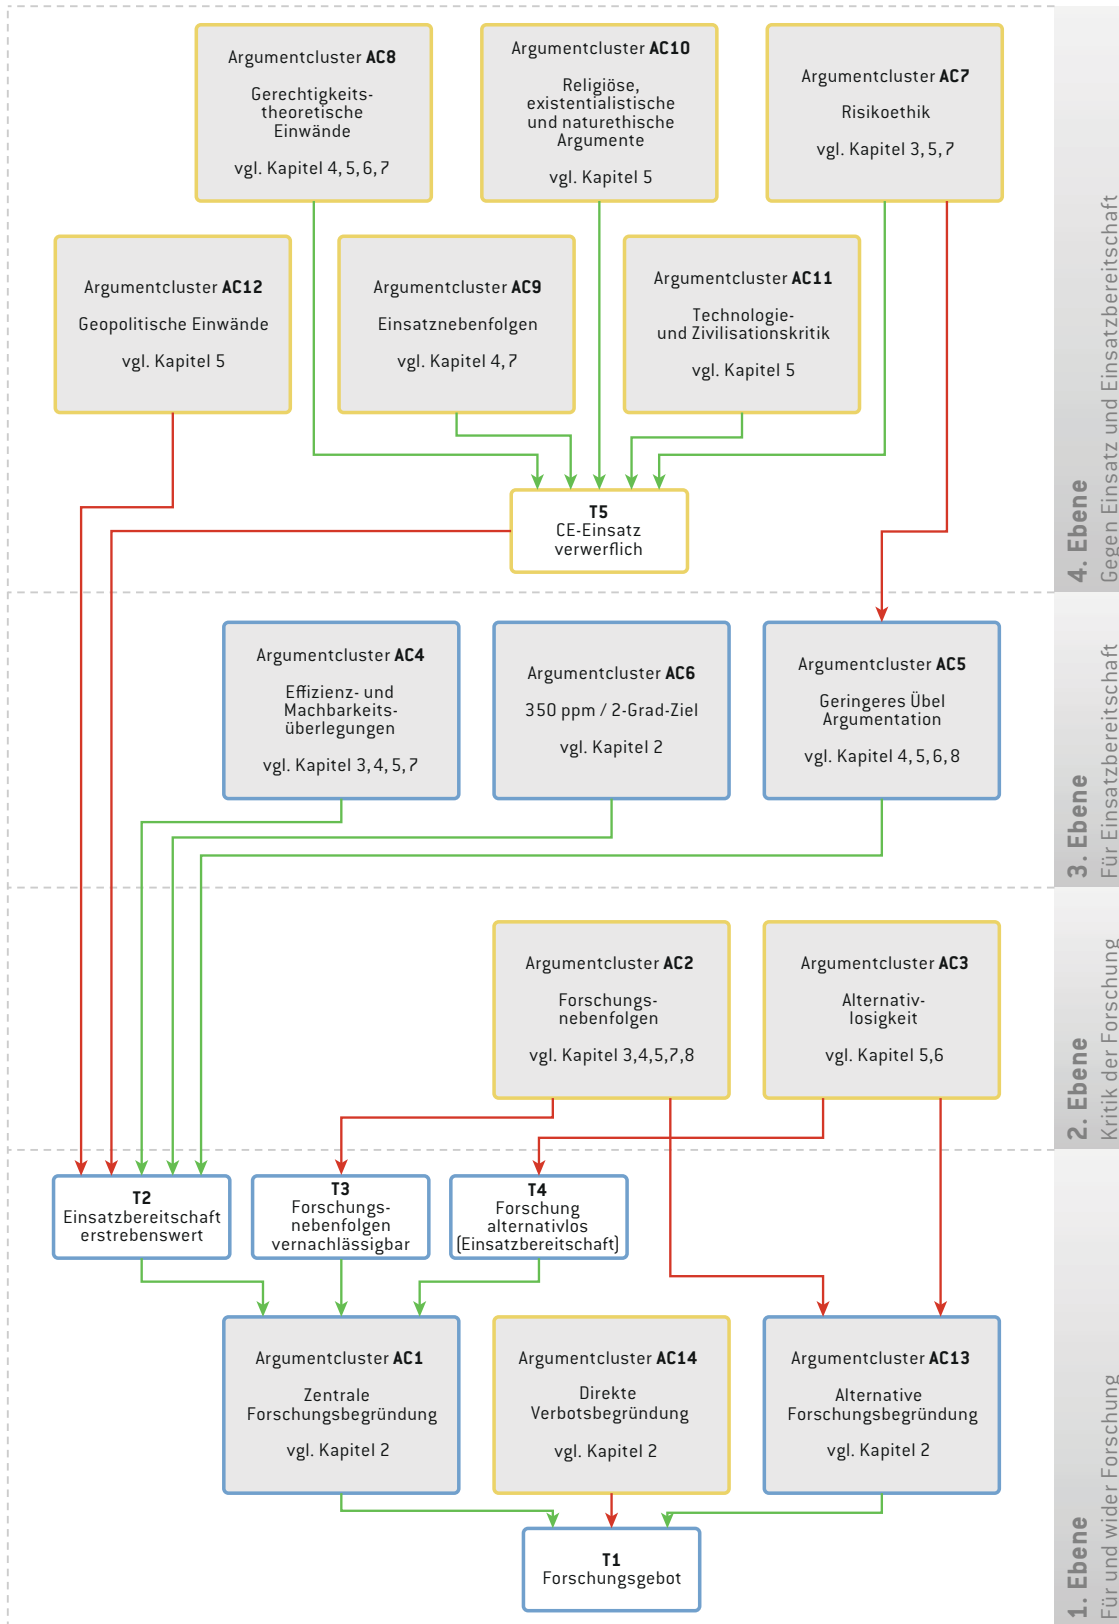 Argumentcluster AC8
Gerechtigkeits-
theoretische
Einwände
vgl. Kapitel 4, 5, 6, 7
Argumentcluster AC10
Religiöse,
existentialistische
und naturethische
Argumente
vgl. Kapitel 5
Argumentcluster AC7
Risikoethik
vgl. Kapitel 3, 5, 7
Argumentcluster AC12
Geopolitische Einwände
vgl. Kapitel 5
Argumentcluster AC9
Einsatznebenfolgen
vgl. Kapitel 4, 7
Argumentcluster AC11
Technologie-
und Zivilisationskritik
vgl. Kapitel 5
T5
CE-Einsatz
verwerflich
4. Ebene
Gegen Einsatz und Einsatzbereitschaft
Argumentcluster AC4
Effizienz- und
Machbarkeits-
überlegungen
vgl. Kapitel 3, 4, 5, 7
Argumentcluster AC6
350 ppm / 2-Grad-Ziel
vgl. Kapitel 2
Argumentcluster AC5
Geringeres Übel
Argumentation
vgl. Kapitel 4, 5, 6, 8
3. Ebene
Für Einsatzbereitschaft
Argumentcluster AC2
Forschungs-
nebenfolgen
vgl. Kapitel 3,4,5,7,8
Argumentcluster AC3
Alternativ-
losigkeit
vgl. Kapitel 5,6
2. Ebene
Kritik der Forschung
T2
Einsatzbereitschaft
erstrebenswert
T3
Forschungs-
nebenfolgen
vernachlässigbar
T4
Forschung
alternativlos
(Einsatzbereitschaft)
Argumentcluster AC1
Zentrale
Forschungsbegründung
vgl. Kapitel 2
Argumentcluster AC14
Direkte
Verbotsbegründung
vgl. Kapitel 2
Argumentcluster AC13
Alternative
Forschungsbegründung
vgl. Kapitel 2
T1
Forschungsgebot
1. Ebene
Für und wider Forschung